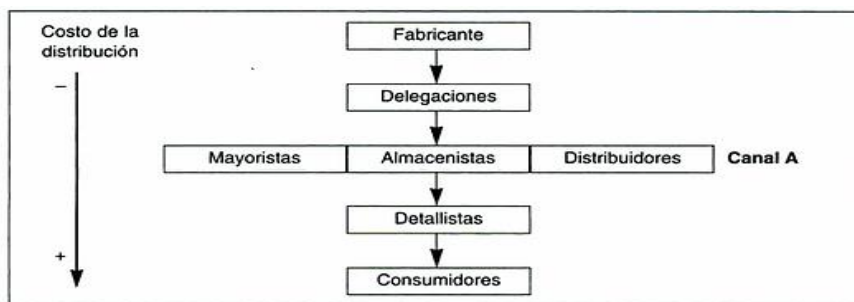 Costo de la
distribución
−
+
Fabricante
Delegaciones
Mayoristas Almacenistas Distribuidores Canal A
Detallistas
Consumidores